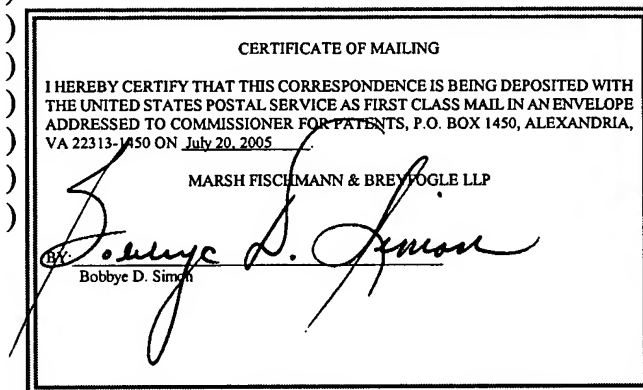 CERTIFICATE OF MAILING
I HEREBY CERTIFY THAT THIS CORRESPONDENCE IS BEING DEPOSITED WITH
THE UNITED STATES POSTAL SERVICE AS FIRST CLASS MAIL IN AN ENVELOPE
ADDRESSED TO COMMISSIONER FOR PATENTS, P.O. BOX 1450, ALEXANDRIA,
VA 22313-1450 ON July 20, 2005.
MARSH FISCHMANN & BREYFOGLE LLP
BY: Bobbye D. Simon
Bobbye D. Simon